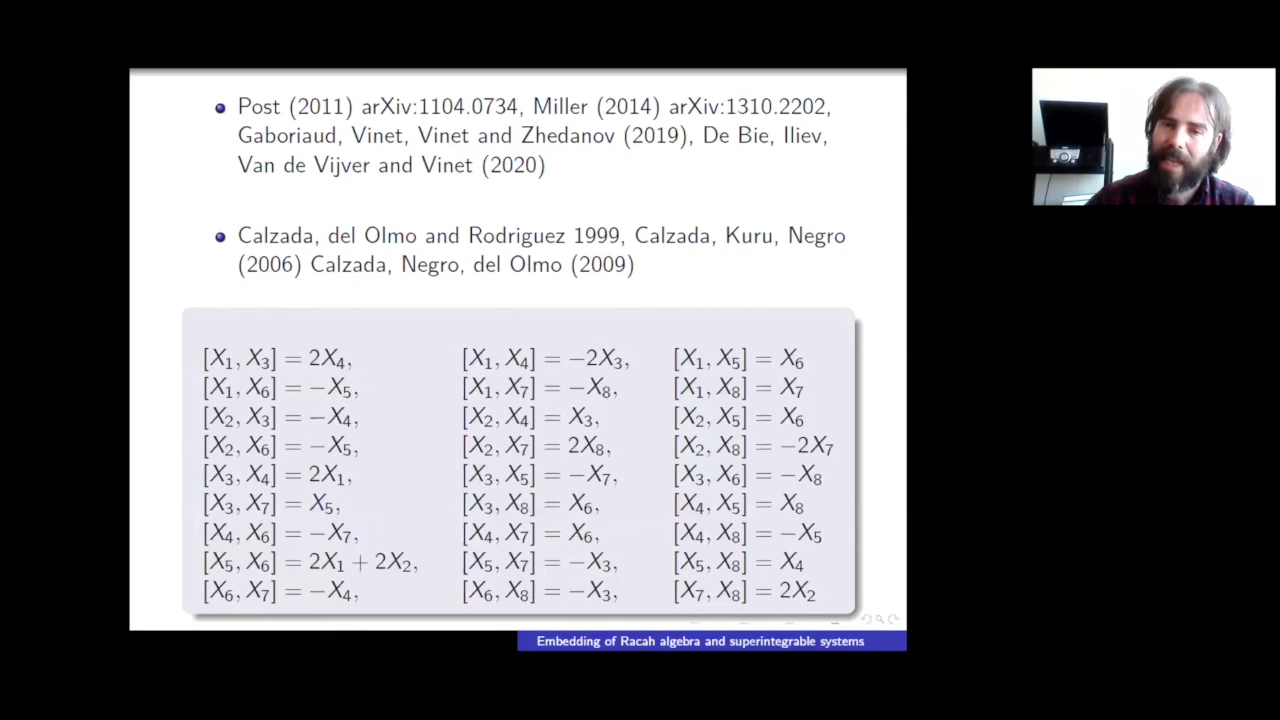 Post (2011) arXiv:1104.0734, Miller (2014) arXiv:1310.2202,
Gaboriaud, Vinet, Vinet and Zhedanov (2019), De Bie, Iliev,
Van de Vijver and Vinet (2020)
Calzada, del Olmo and Rodriguez 1999, Calzada, Kuru, Negro
(2006) Calzada, Negro, del Olmo (2009)
[X₁, X₃] = 2X₄, [X₁, X₄] = −2X₃, [X₁, X₅] = X₆
[X₁, X₆] = −X₅, [X₁, X₇] = −X₈, [X₁, X₈] = X₇
[X₂, X₃] = −X₄, [X₂, X₄] = X₃, [X₂, X₅] = X₆
[X₂, X₆] = −X₅, [X₂, X₇] = 2X₈, [X₂, X₈] = −2X₇
[X₃, X₄] = 2X₁, [X₃, X₅] = −X₇, [X₃, X₆] = −X₈
[X₃, X₇] = X₅, [X₃, X₈] = X₆, [X₄, X₅] = X₈
[X₄, X₆] = −X₇, [X₄, X₇] = X₆, [X₄, X₈] = −X₅
[X₅, X₆] = 2X₁ + 2X₂, [X₅, X₇] = −X₃, [X₅, X₈] = X₄
[X₆, X₇] = −X₄, [X₆, X₈] = −X₃, [X₇, X₈] = 2X₂
Embedding of Racah algebra and superintegrable systems